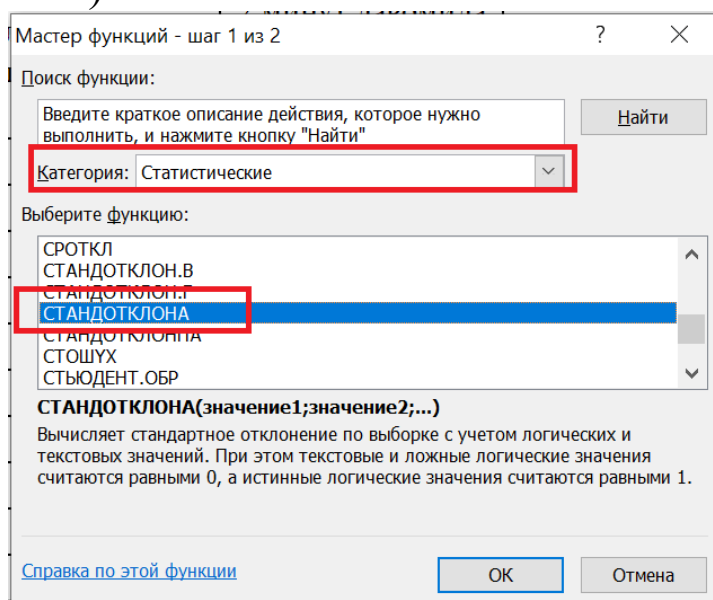 Мастер функций - шаг 1 из 2
?
Поиск функции:
Введите краткое описание действия, которое нужно
выполнить, и нажмите кнопку "Найти"
Найти
Категория: Статистические
Выберите функцию:
СРОТКЛ
СТАНДОТКЛОН.В
СТАНДОТКЛОН.Г
СТАНДОТКЛОНА
СТАНДОТКЛОНПА
СТОШYX
СТЬЮДЕНТ.ОБР
СТАНДОТКЛОНА(значение1;значение2;...)
Вычисляет стандартное отклонение по выборке с учетом логических и
текстовых значений. При этом текстовые и ложные логические значения
считаются равными 0, а истинные логические значения считаются равными 1.
Справка по этой функции
ОК
Отмена